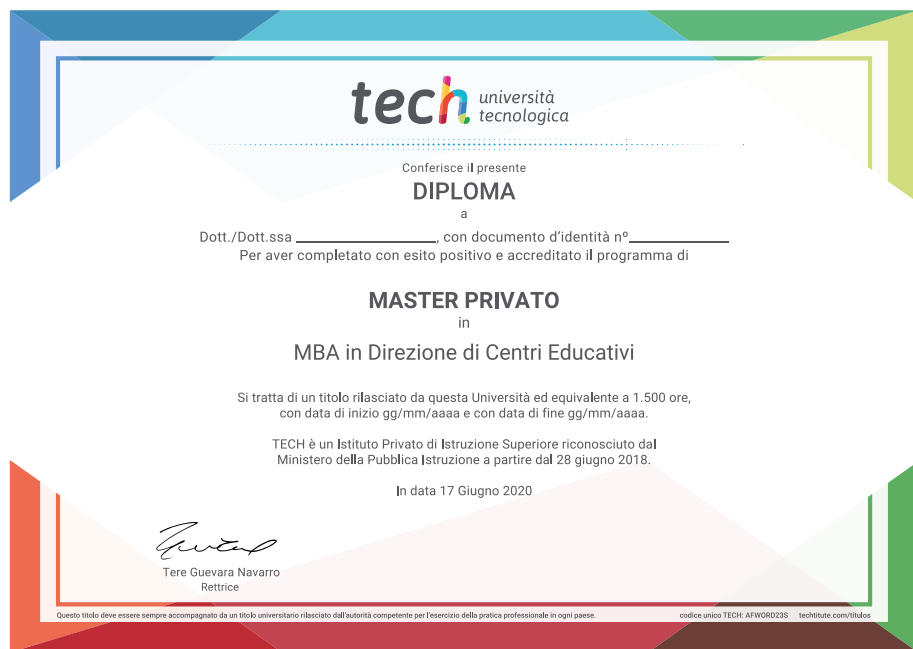 tech università
tecnologica
Conferisce il presente
DIPLOMA
a
Dott./Dott.ssa ________________, con documento d'identità nº____________
Per aver completato con esito positivo e accreditato il programma di
MASTER PRIVATO
in
MBA in Direzione di Centri Educativi
Si tratta di un titolo rilasciato da questa Università ed equivalente a 1.500 ore,
con data di inizio gg/mm/aaaa e con data di fine gg/mm/aaaa.
TECH è un Istituto Privato di Istruzione Superiore riconosciuto dal
Ministero della Pubblica Istruzione a partire dal 28 giugno 2018.
In data 17 Giugno 2020
Tere Guevara Navarro
Rettrice
Questo titolo deve essere sempre accompagnato da un titolo universitario rilasciato dall'autorità competente per l'esercizio della pratica professionale in ogni paese. codice unico TECH: AFWORD23S techtitute.com/titulos